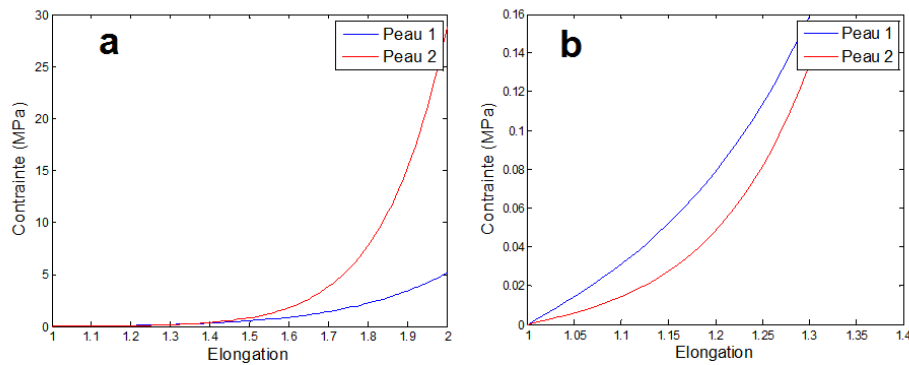 a
Peau 1
Peau 2
30
25
20
15
10
5
0
Contrainte (MPa)
1 1.1 1.2 1.3 1.4 1.5 1.6 1.7 1.8 1.9 2
Elongation
b
Peau 1
Peau 2
0.16
0.14
0.12
0.1
0.08
0.06
0.04
0.02
0
Contrainte (MPa)
1 1.05 1.1 1.15 1.2 1.25 1.3 1.35 1.4
Elongation